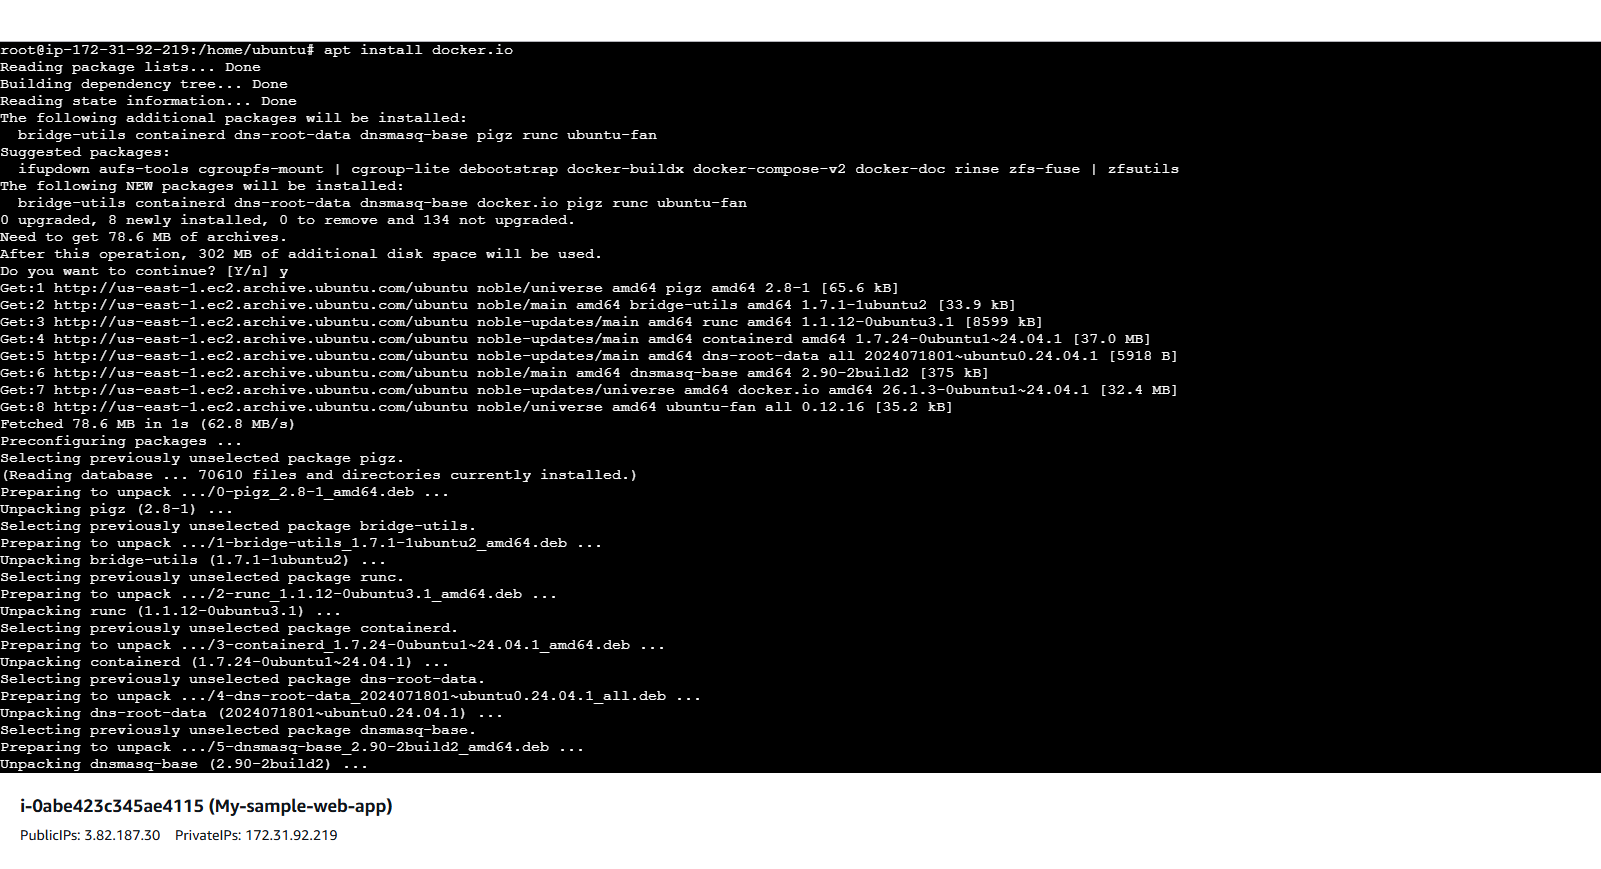 root@ip-172-31-92-219:/home/ubuntu# apt install docker.io
Reading package lists... Done
Building dependency tree... Done
Reading state information... Done
The following additional packages will be installed:
  bridge-utils containerd dns-root-data dnsmasq-base pigz runc ubuntu-fan
Suggested packages:
  ifupdown aufs-tools cgroupfs-mount | cgroup-lite debootstrap docker-buildx docker-compose-v2 docker-doc rinse zfs-fuse | zfsutils
The following NEW packages will be installed:
  bridge-utils containerd dns-root-data dnsmasq-base docker.io pigz runc ubuntu-fan
0 upgraded, 8 newly installed, 0 to remove and 134 not upgraded.
Need to get 78.6 MB of archives.
After this operation, 302 MB of additional disk space will be used.
Do you want to continue? [Y/n] y
Get:1 http://us-east-1.ec2.archive.ubuntu.com/ubuntu noble/universe amd64 pigz amd64 2.8-1 [65.6 kB]
Get:2 http://us-east-1.ec2.archive.ubuntu.com/ubuntu noble/main amd64 bridge-utils amd64 1.7.1-1ubuntu2 [33.9 kB]
Get:3 http://us-east-1.ec2.archive.ubuntu.com/ubuntu noble-updates/main amd64 runc amd64 1.1.12-0ubuntu3.1 [8599 kB]
Get:4 http://us-east-1.ec2.archive.ubuntu.com/ubuntu noble-updates/main amd64 containerd amd64 1.7.24-0ubuntu1~24.04.1 [37.0 MB]
Get:5 http://us-east-1.ec2.archive.ubuntu.com/ubuntu noble-updates/main amd64 dns-root-data all 2024071801~ubuntu0.24.04.1 [5918 B]
Get:6 http://us-east-1.ec2.archive.ubuntu.com/ubuntu noble/main amd64 dnsmasq-base amd64 2.90-2build2 [375 kB]
Get:7 http://us-east-1.ec2.archive.ubuntu.com/ubuntu noble-updates/universe amd64 docker.io amd64 26.1.3-0ubuntu1~24.04.1 [32.4 MB]
Get:8 http://us-east-1.ec2.archive.ubuntu.com/ubuntu noble/universe amd64 ubuntu-fan all 0.12.16 [35.2 kB]
Fetched 78.6 MB in 1s (62.8 MB/s)
Preconfiguring packages ...
Selecting previously unselected package pigz.
(Reading database ... 70610 files and directories currently installed.)
Preparing to unpack .../0-pigz_2.8-1_amd64.deb ...
Unpacking pigz (2.8-1) ...
Selecting previously unselected package bridge-utils.
Preparing to unpack .../1-bridge-utils_1.7.1-1ubuntu2_amd64.deb ...
Unpacking bridge-utils (1.7.1-1ubuntu2) ...
Selecting previously unselected package runc.
Preparing to unpack .../2-runc_1.1.12-0ubuntu3.1_amd64.deb ...
Unpacking runc (1.1.12-0ubuntu3.1) ...
Selecting previously unselected package containerd.
Preparing to unpack .../3-containerd_1.7.24-0ubuntu1~24.04.1_amd64.deb ...
Unpacking containerd (1.7.24-0ubuntu1~24.04.1) ...
Selecting previously unselected package dns-root-data.
Preparing to unpack .../4-dns-root-data_2024071801~ubuntu0.24.04.1_all.deb ...
Unpacking dns-root-data (2024071801~ubuntu0.24.04.1) ...
Selecting previously unselected package dnsmasq-base.
Preparing to unpack .../5-dnsmasq-base_2.90-2build2_amd64.deb ...
Unpacking dnsmasq-base (2.90-2build2) ...
i-0abe423c345ae4115 (My-sample-web-app)
PublicIPs: 3.82.187.30 PrivateIPs: 172.31.92.219